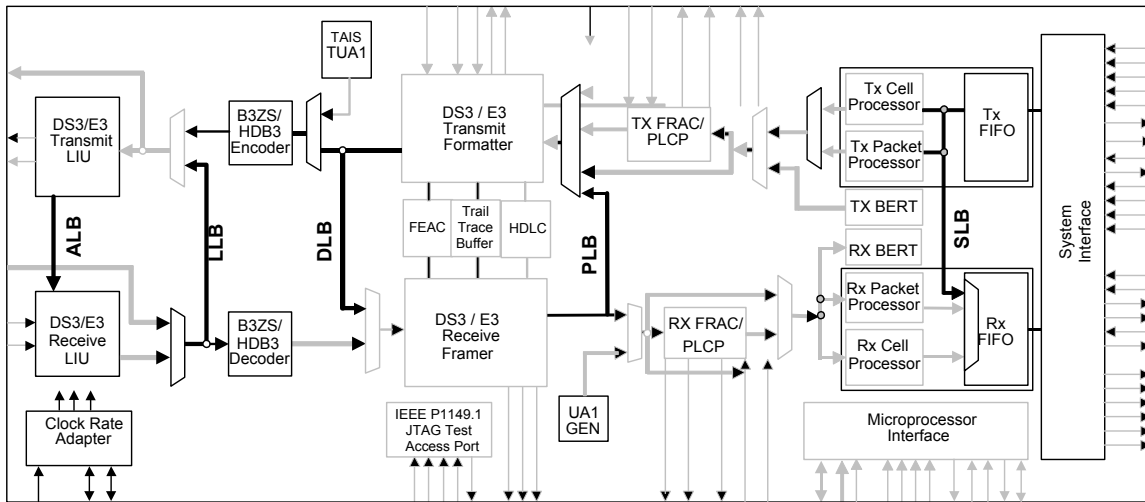 TAIS
TUA1
DS3/E3
Transmit
LIU
B3ZS/
HDB3
Encoder
DS3 / E3
Transmit
Formatter
TX FRAC/
PLCP
Tx Cell
Processor
Tx Packet
Processor
Tx
FIFO
TX BERT
RX BERT
ALB
LLB
DLB
FEAC
Trail
Trace
Buffer
HDLC
PLB
SLB
System
Interface
DS3/E3
Receive
LIU
B3ZS/
HDB3
Decoder
DS3 / E3
Receive
Framer
RX FRAC/
PLCP
Rx Packet
Processor
Rx Cell
Processor
Rx
FIFO
Clock Rate
Adapter
IEEE P1149.1
JTAG Test
Access Port
UA1
GEN
Microprocessor
Interface